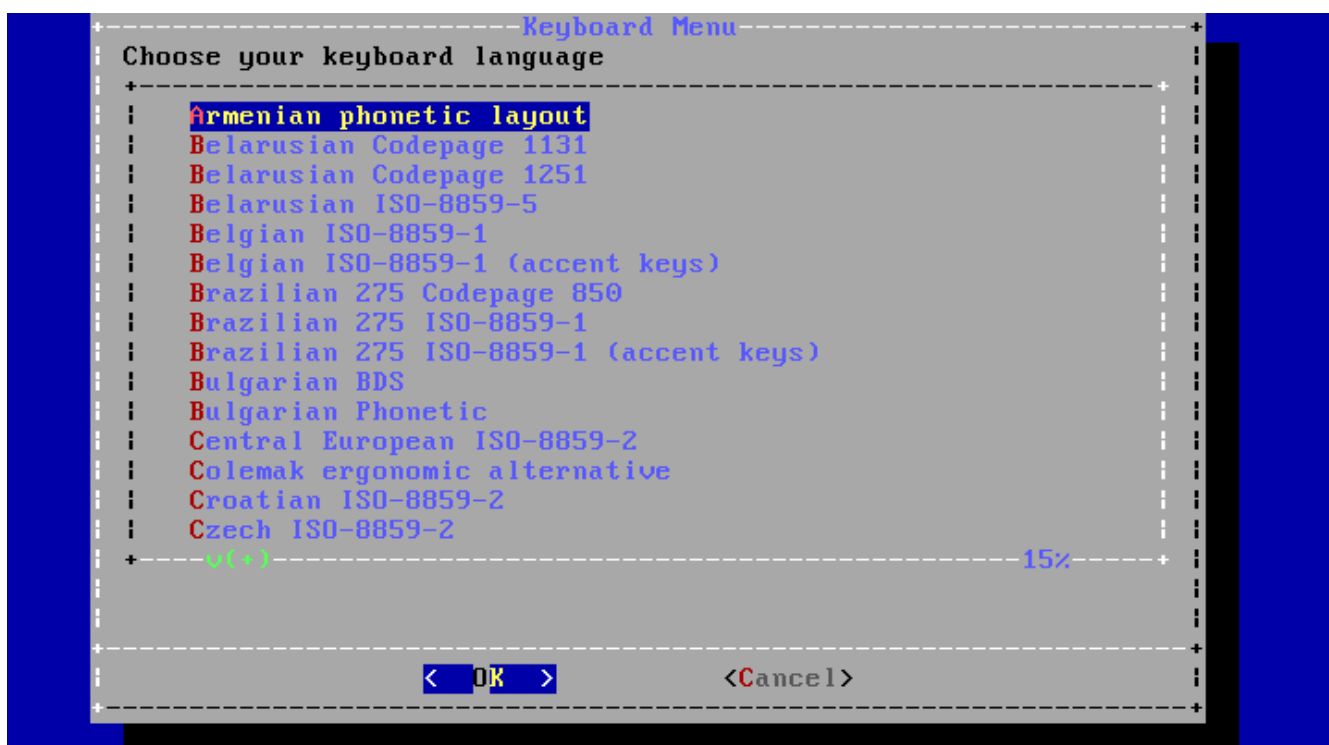 Keyboard Menu
Choose your keyboard language
Armenian phonetic layout
Belarusian Codepage 1131
Belarusian Codepage 1251
Belarusian ISO-8859-5
Belgian ISO-8859-1
Belgian ISO-8859-1 (accent keys)
Brazilian 275 Codepage 850
Brazilian 275 ISO-8859-1
Brazilian 275 ISO-8859-1 (accent keys)
Bulgarian BDS
Bulgarian Phonetic
Central European ISO-8859-2
Colemak ergonomic alternative
Croatian ISO-8859-2
Czech ISO-8859-2
v(+) 15%
< OK > <Cancel>